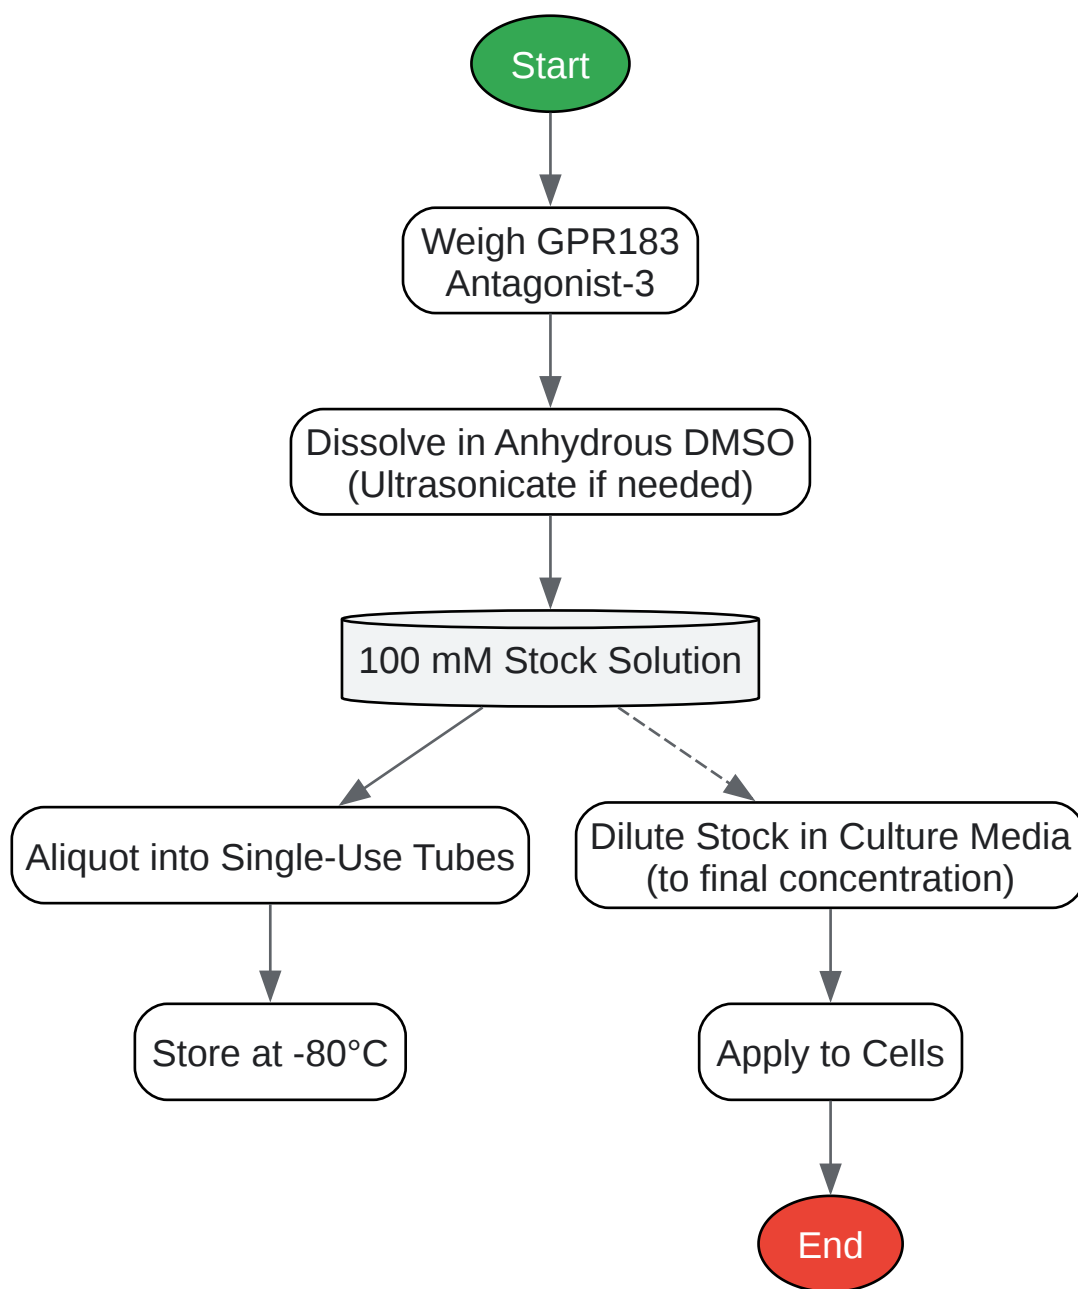 Start
Weigh GPR183
Antagonist-3
Dissolve in Anhydrous DMSO
(Ultrasonicate if needed)
100 mM Stock Solution
Aliquot into Single-Use Tubes
Dilute Stock in Culture Media
(to final concentration)
Store at -80°C
Apply to Cells
End